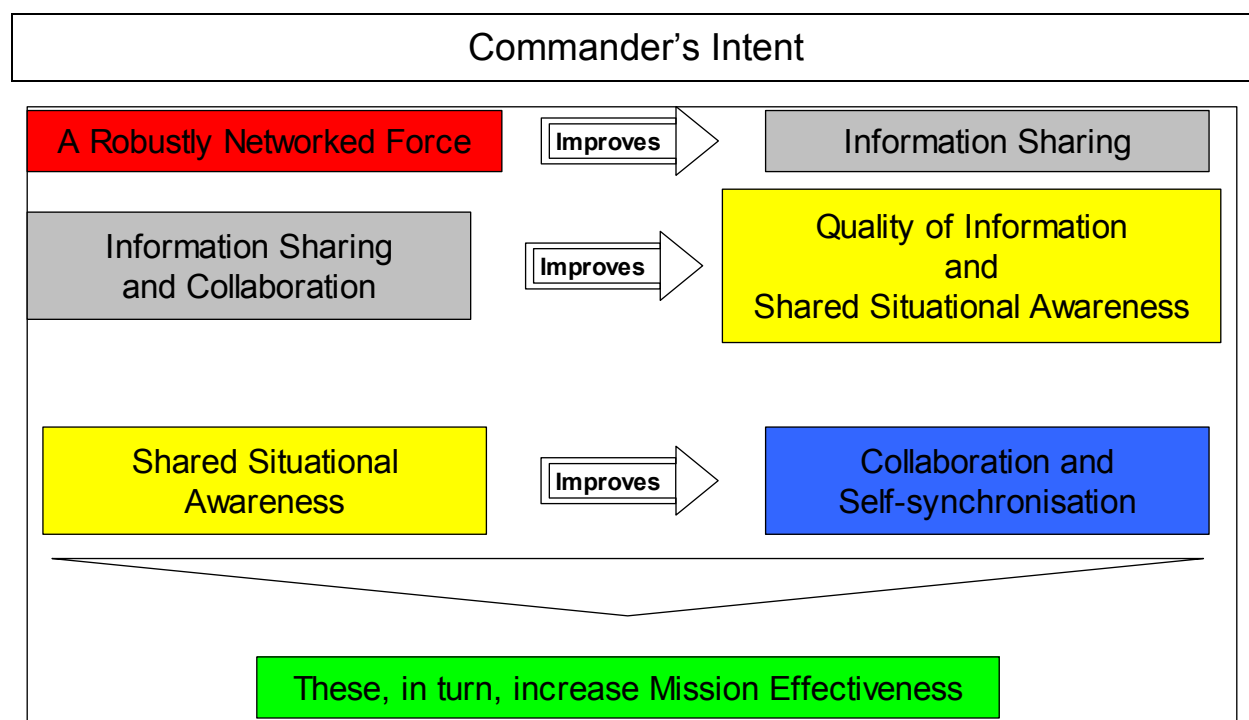 Commander’s Intent
A Robustly Networked Force
Improves
Information Sharing
Information Sharing
and Collaboration
Improves
Quality of Information
and
Shared Situational Awareness
Shared Situational
Awareness
Improves
Collaboration and
Self-synchronisation
These, in turn, increase Mission Effectiveness